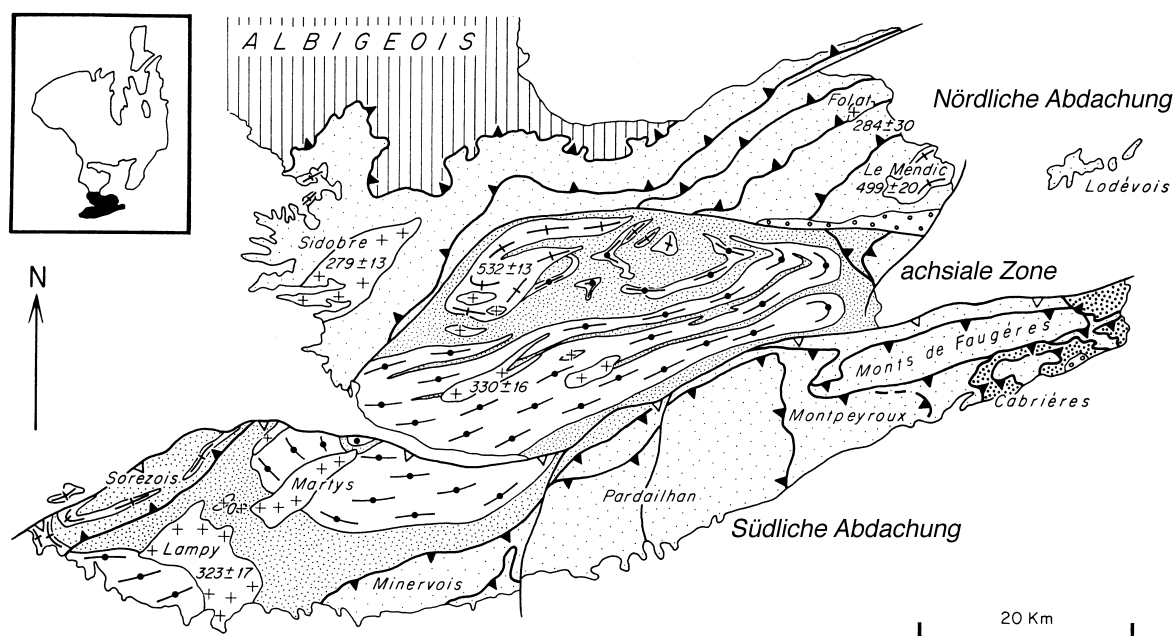 ALBIGEOIS
Nördliche Abdachung
Folat
284±30
Le Mendic
499±20
Lodévois
Sidobre
279±13
532±13
achsiale Zone
N
Monts de Faugères
330±16
Cabrières
Montpeyroux
Sorezois
Martys
Pardailhan
Südliche Abdachung
Lampy
323±17
Minervois
20 Km